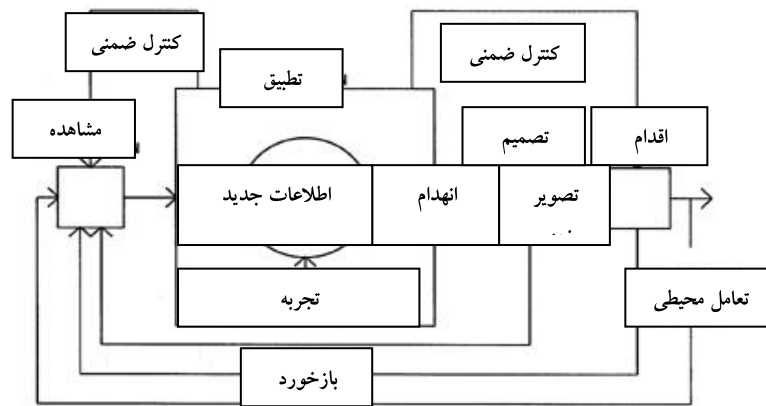 کنترل ضمنی
کنترل ضمنی
تطبیق
مشاهده
تصمیم
اقدام
اطلاعات جدید
انهدام
تصویر
تجربه
تعامل محیطی
بازخورد